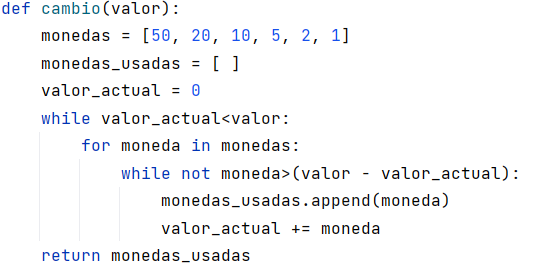 def cambio(valor):
    monedas = [50, 20, 10, 5, 2, 1]
    monedas_usadas = [ ]
    valor_actual = 0
    while valor_actual<valor:
        for moneda in monedas:
            while not moneda>(valor - valor_actual):
                monedas_usadas.append(moneda)
                valor_actual += moneda
    return monedas_usadas